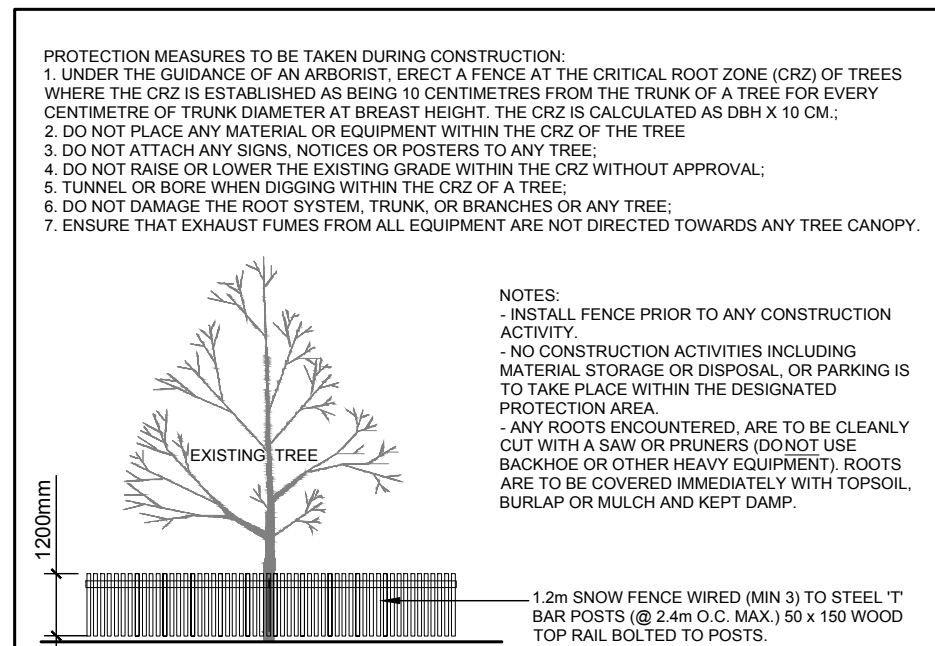 PROTECTION MEASURES TO BE TAKEN DURING CONSTRUCTION:
1. UNDER THE GUIDANCE OF AN ARBORIST, ERECT A FENCE AT THE CRITICAL ROOT ZONE (CRZ) OF TREES
WHERE THE CRZ IS ESTABLISHED AS BEING 10 CENTIMETRES FROM THE TRUNK OF A TREE FOR EVERY
CENTIMETRE OF TRUNK DIAMETER AT BREAST HEIGHT. THE CRZ IS CALCULATED AS DBH X 10 CM.;
2. DO NOT PLACE ANY MATERIAL OR EQUIPMENT WITHIN THE CRZ OF THE TREE
3. DO NOT ATTACH ANY SIGNS, NOTICES OR POSTERS TO ANY TREE;
4. DO NOT RAISE OR LOWER THE EXISTING GRADE WITHIN THE CRZ WITHOUT APPROVAL;
5. TUNNEL OR BORE WHEN DIGGING WITHIN THE CRZ OF A TREE;
6. DO NOT DAMAGE THE ROOT SYSTEM, TRUNK, OR BRANCHES OR ANY TREE;
7. ENSURE THAT EXHAUST FUMES FROM ALL EQUIPMENT ARE NOT DIRECTED TOWARDS ANY TREE CANOPY.
NOTES:
- INSTALL FENCE PRIOR TO ANY CONSTRUCTION
ACTIVITY.
- NO CONSTRUCTION ACTIVITIES INCLUDING
MATERIAL STORAGE OR DISPOSAL, OR PARKING IS
TO TAKE PLACE WITHIN THE DESIGNATED
PROTECTION AREA.
- ANY ROOTS ENCOUNTERED, ARE TO BE CLEANLY
CUT WITH A SAW OR PRUNERS (DO NOT USE
BACKHOE OR OTHER HEAVY EQUIPMENT). ROOTS
ARE TO BE COVERED IMMEDIATELY WITH TOPSOIL,
BURLAP OR MULCH AND KEPT DAMP.
EXISTING TREE
1200mm
1.2m SNOW FENCE WIRED (MIN 3) TO STEEL 'T'
BAR POSTS (@ 2.4m O.C. MAX.) 50 x 150 WOOD
TOP RAIL BOLTED TO POSTS.